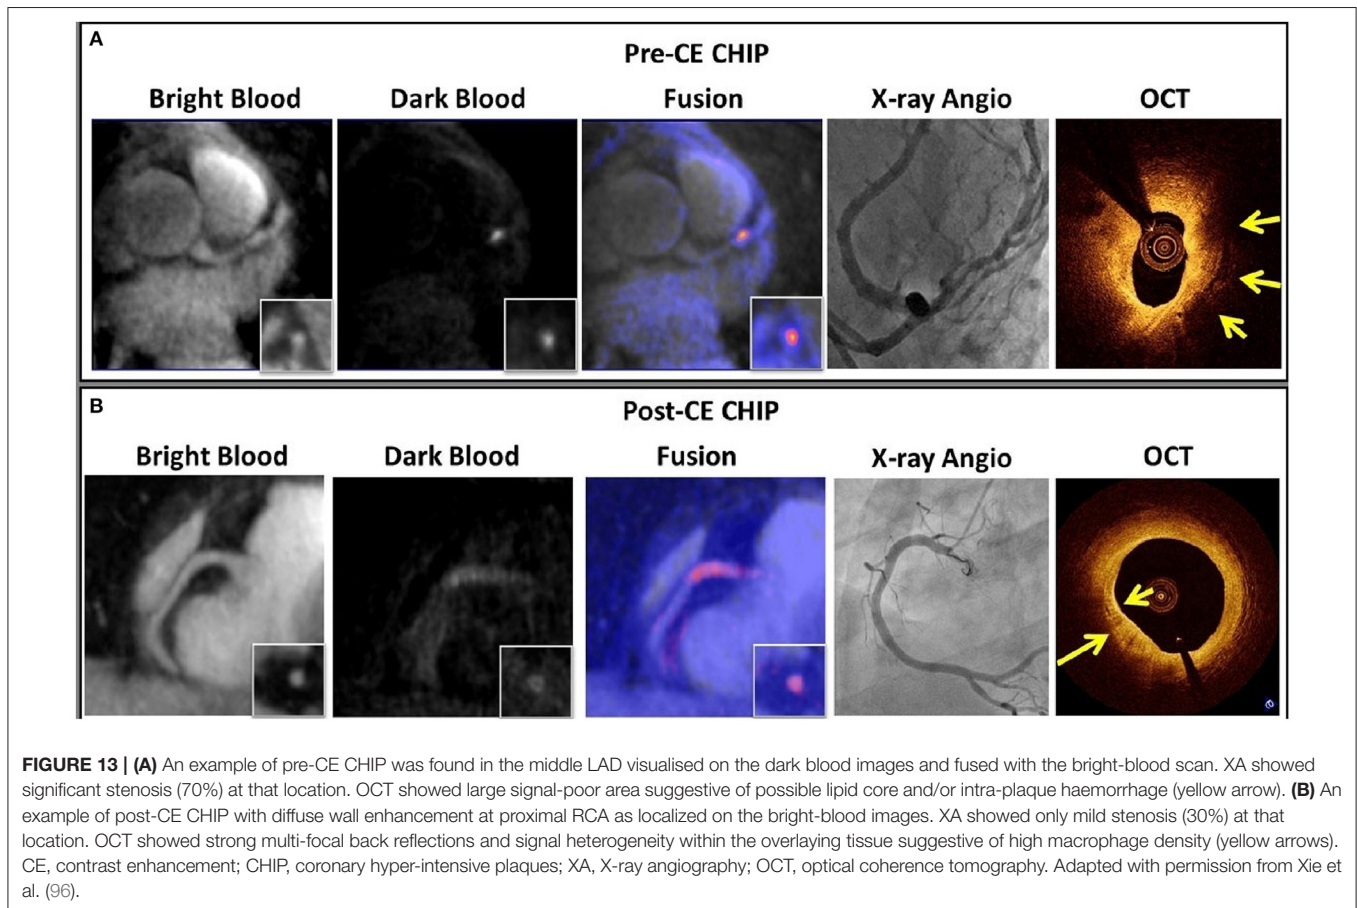 A
Pre-CE CHIP
Bright Blood
Dark Blood
Fusion
X-ray Angio
OCT
B
Post-CE CHIP
Bright Blood
Dark Blood
Fusion
X-ray Angio
OCT
FIGURE 13 | (A) An example of pre-CE CHIP was found in the middle LAD visualised on the dark blood images and fused with the bright-blood scan. XA showed
significant stenosis (70%) at that location. OCT showed large signal-poor area suggestive of possible lipid core and/or intra-plaque haemorrhage (yellow arrow). (B) An
example of post-CE CHIP with diffuse wall enhancement at proximal RCA as localized on the bright-blood images. XA showed only mild stenosis (30%) at that
location. OCT showed strong multi-focal back reflections and signal heterogeneity within the overlaying tissue suggestive of high macrophage density (yellow arrows).
CE, contrast enhancement; CHIP, coronary hyper-intensive plaques; XA, X-ray angiography; OCT, optical coherence tomography. Adapted with permission from Xie et
al. (96).